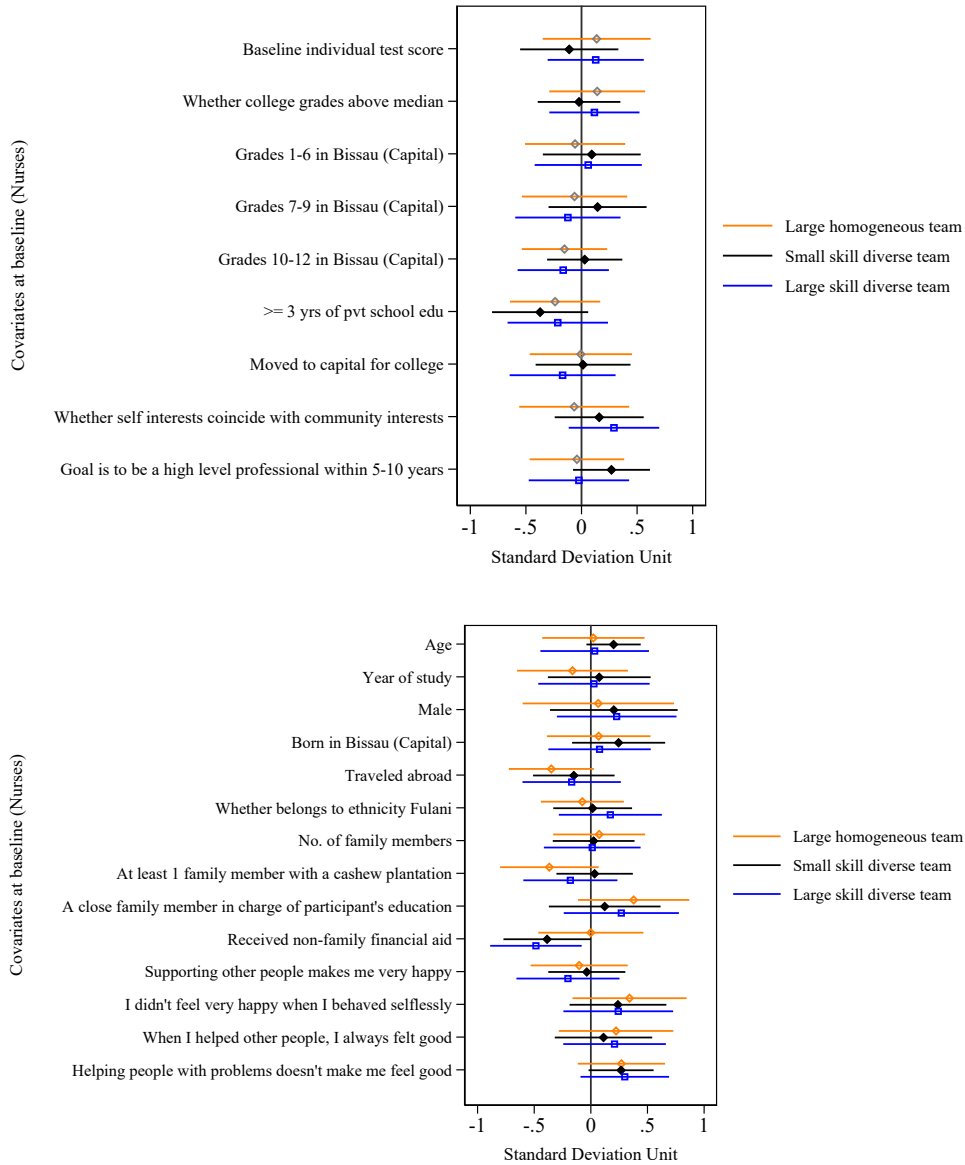 Covariates at baseline (Nurses)
Baseline individual test score
Whether college grades above median
Grades 1-6 in Bissau (Capital)
Grades 7-9 in Bissau (Capital)
Grades 10-12 in Bissau (Capital)
>= 3 yrs of pvt school edu
Moved to capital for college
Whether self interests coincide with community interests
Goal is to be a high level professional within 5-10 years
-1 -.5 0 .5 1
Standard Deviation Unit
Large homogeneous team
Small skill diverse team
Large skill diverse team
Covariates at baseline (Nurses)
Age
Year of study
Male
Born in Bissau (Capital)
Traveled abroad
Whether belongs to ethnicity Fulani
No. of family members
At least 1 family member with a cashew plantation
A close family member in charge of participant's education
Received non-family financial aid
Supporting other people makes me very happy
I didn't feel very happy when I behaved selflessly
When I helped other people, I always felt good
Helping people with problems doesn't make me feel good
-1 -.5 0 .5 1
Standard Deviation Unit
Large homogeneous team
Small skill diverse team
Large skill diverse team